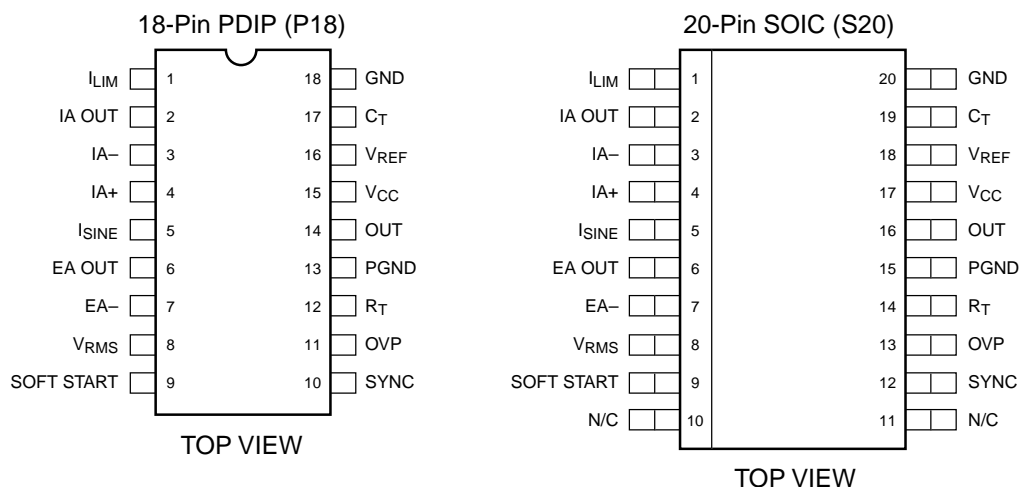 18-Pin PDIP (P18)
ILIM 1 18 GND
IA OUT 2 17 CT
IA– 3 16 VREF
IA+ 4 15 VCC
ISINE 5 14 OUT
EA OUT 6 13 PGND
EA– 7 12 RT
VRMS 8 11 OVP
SOFT START 9 10 SYNC
TOP VIEW
20-Pin SOIC (S20)
ILIM 1 20 GND
IA OUT 2 19 CT
IA– 3 18 VREF
IA+ 4 17 VCC
ISINE 5 16 OUT
EA OUT 6 15 PGND
EA– 7 14 RT
VRMS 8 13 OVP
SOFT START 9 12 SYNC
N/C 10 11 N/C
TOP VIEW